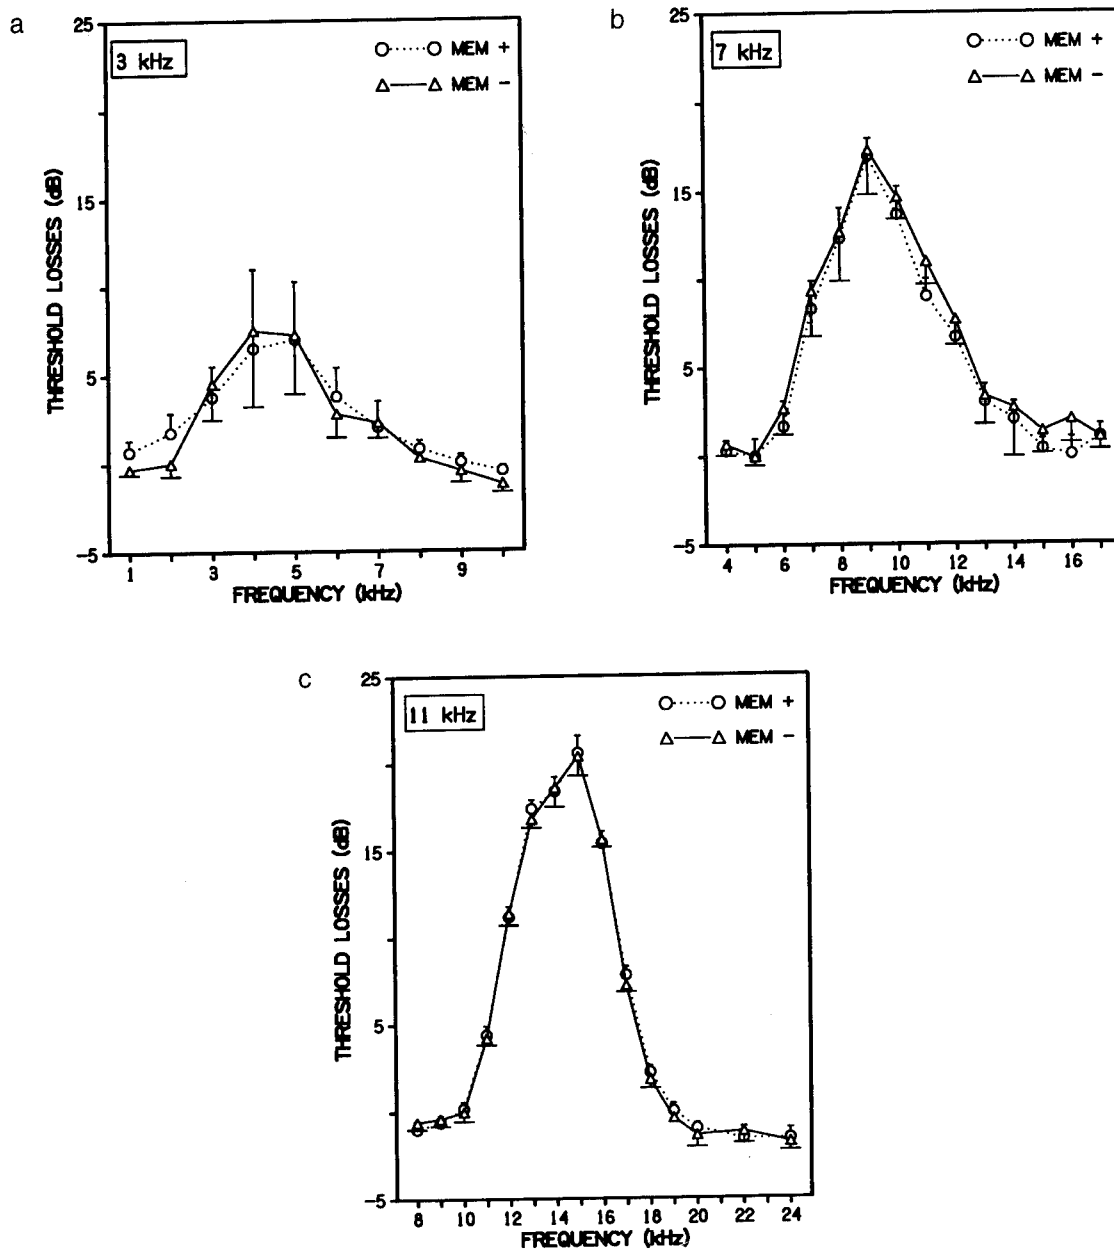 a
3 kHz
MEM +
MEM -
25
15
5
-5
THRESHOLD LOSSES (dB)
1 3 5 7 9
FREQUENCY (kHz)
b
7 kHz
MEM +
MEM -
25
15
5
-5
THRESHOLD LOSSES (dB)
4 6 8 10 12 14 16
FREQUENCY (kHz)
c
11 kHz
MEM +
MEM -
25
15
5
-5
THRESHOLD LOSSES (dB)
8 10 12 14 16 18 20 22 24
FREQUENCY (kHz)